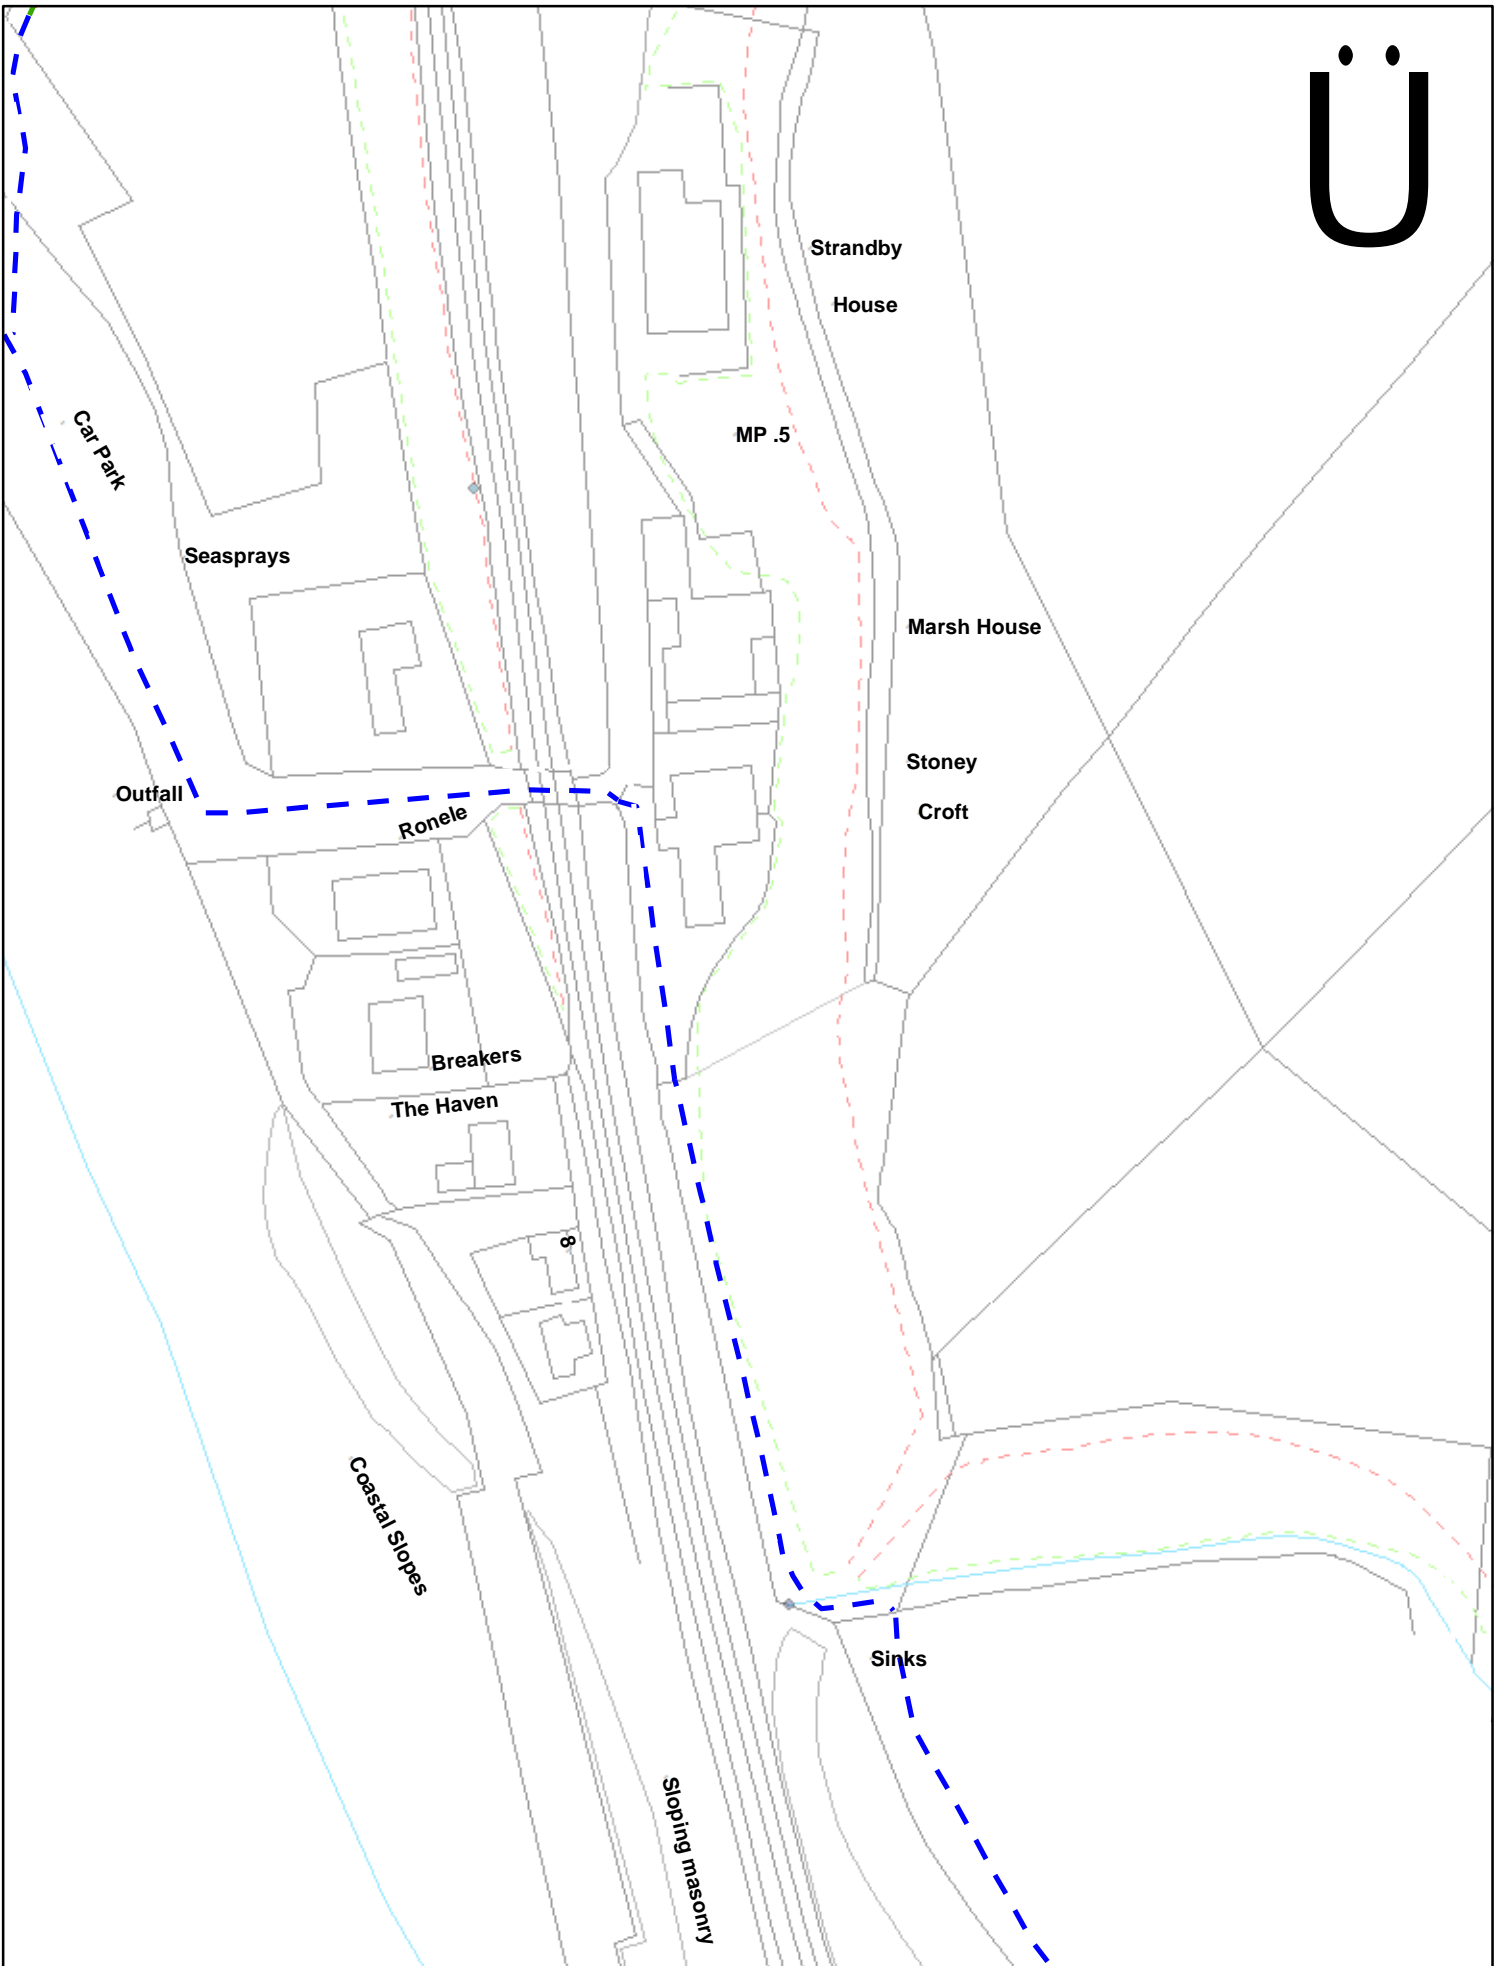 Ü
Strandby
House
MP .5
Car Park
Seasprays
Marsh House
Stoney
Croft
Outfall
Ronele
Breakers
The Haven
8
Coastal Slopes
Sinks
Sloping masonry